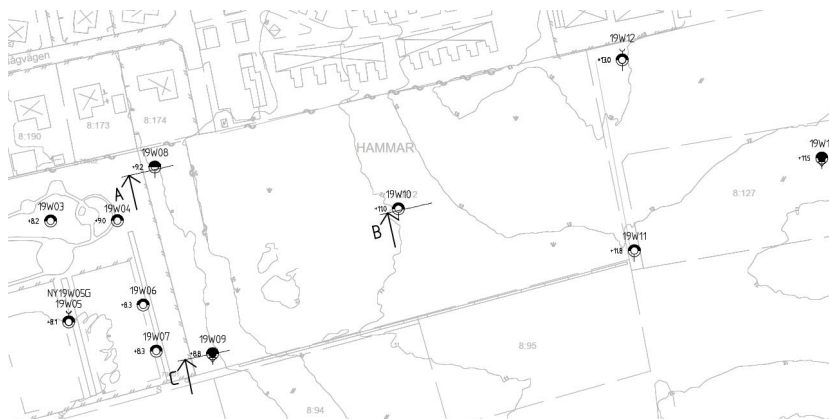 19W12
+13.0
ågvägen
8:173
8:174
8:190
HAMMAR
19W08
+9.2
19W1
+11.5
A
19W03
+8.2
19W04
+9.0
19W10
+11.0
B
8:127
19W11
+11.8
NY19W05G
19W05
+8.1
19W06
+8.3
19W07
+8.3
19W09
+8.8
C
8:95
8:94